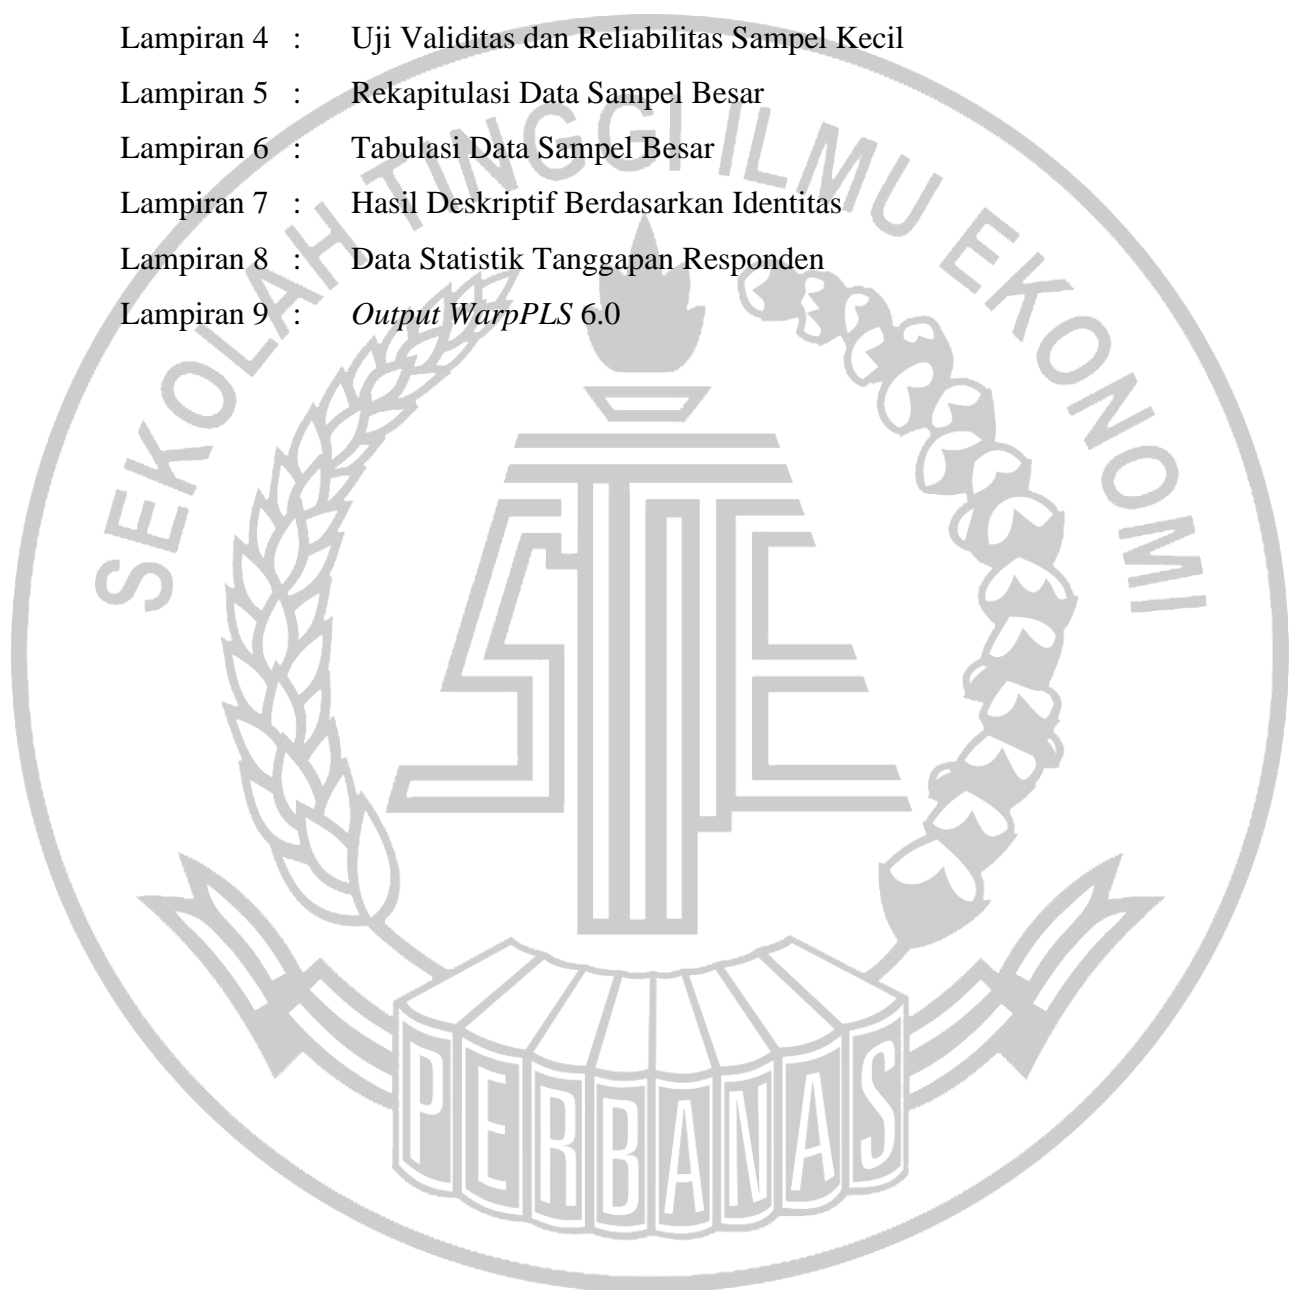 Lampiran 4 : Uji Validitas dan Reliabilitas Sampel Kecil
Lampiran 5 : Rekapitulasi Data Sampel Besar
Lampiran 6 : Tabulasi Data Sampel Besar
Lampiran 7 : Hasil Deskriptif Berdasarkan Identitas
Lampiran 8 : Data Statistik Tanggapan Responden
Lampiran 9 : Output WarpPLS 6.0
SEKOLAH TINGGI ILMU EKONOMI
STIE
PERBANAS